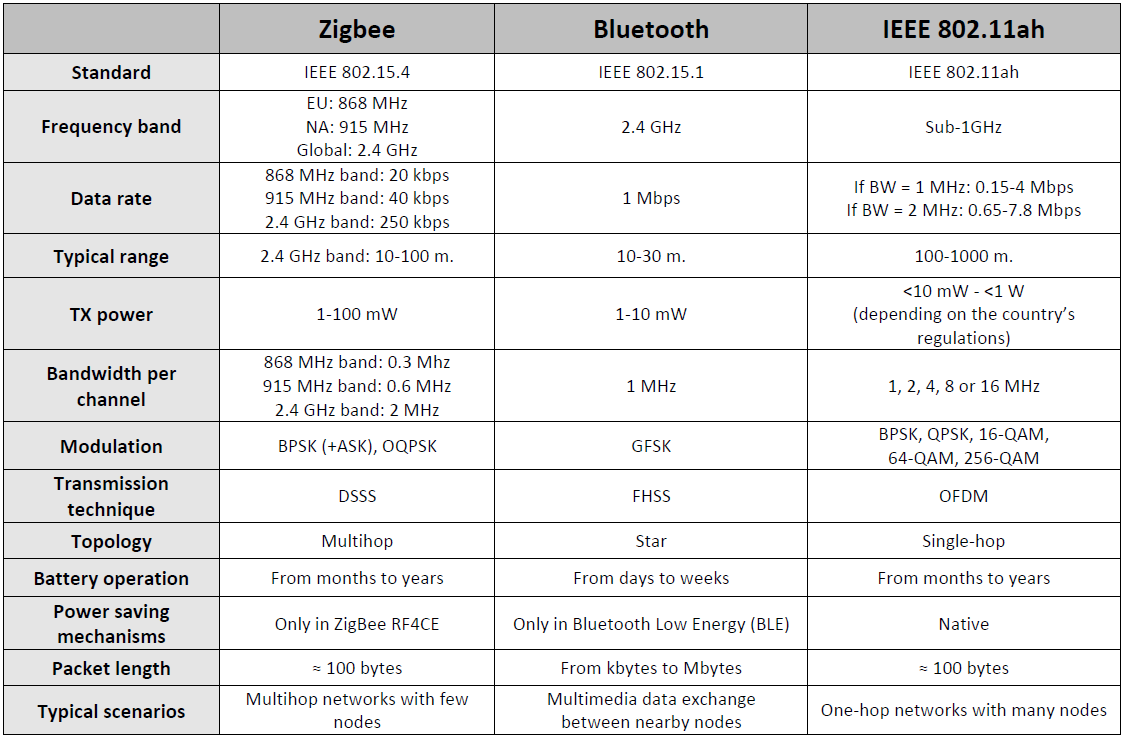 Zigbee
Bluetooth
IEEE 802.11ah
Standard
IEEE 802.15.4
IEEE 802.15.1
IEEE 802.11ah
Frequency band
EU: 868 MHz
NA: 915 MHz
Global: 2.4 GHz
2.4 GHz
Sub-1GHz
Data rate
868 MHz band: 20 kbps
915 MHz band: 40 kbps
2.4 GHz band: 250 kbps
1 Mbps
If BW = 1 MHz: 0.15-4 Mbps
If BW = 2 MHz: 0.65-7.8 Mbps
Typical range
2.4 GHz band: 10-100 m.
10-30 m.
100-1000 m.
TX power
1-100 mW
1-10 mW
<10 mW - <1 W
(depending on the country’s
regulations)
Bandwidth per
channel
868 MHz band: 0.3 Mhz
915 MHz band: 0.6 MHz
2.4 GHz band: 2 MHz
1 MHz
1, 2, 4, 8 or 16 MHz
Modulation
BPSK (+ASK), OQPSK
GFSK
BPSK, QPSK, 16-QAM,
64-QAM, 256-QAM
Transmission
technique
DSSS
FHSS
OFDM
Topology
Multihop
Star
Single-hop
Battery operation
From months to years
From days to weeks
From months to years
Power saving
mechanisms
Only in ZigBee RF4CE
Only in Bluetooth Low Energy (BLE)
Native
Packet length
≈ 100 bytes
From kbytes to Mbytes
≈ 100 bytes
Typical scenarios
Multihop networks with few
nodes
Multimedia data exchange
between nearby nodes
One-hop networks with many nodes